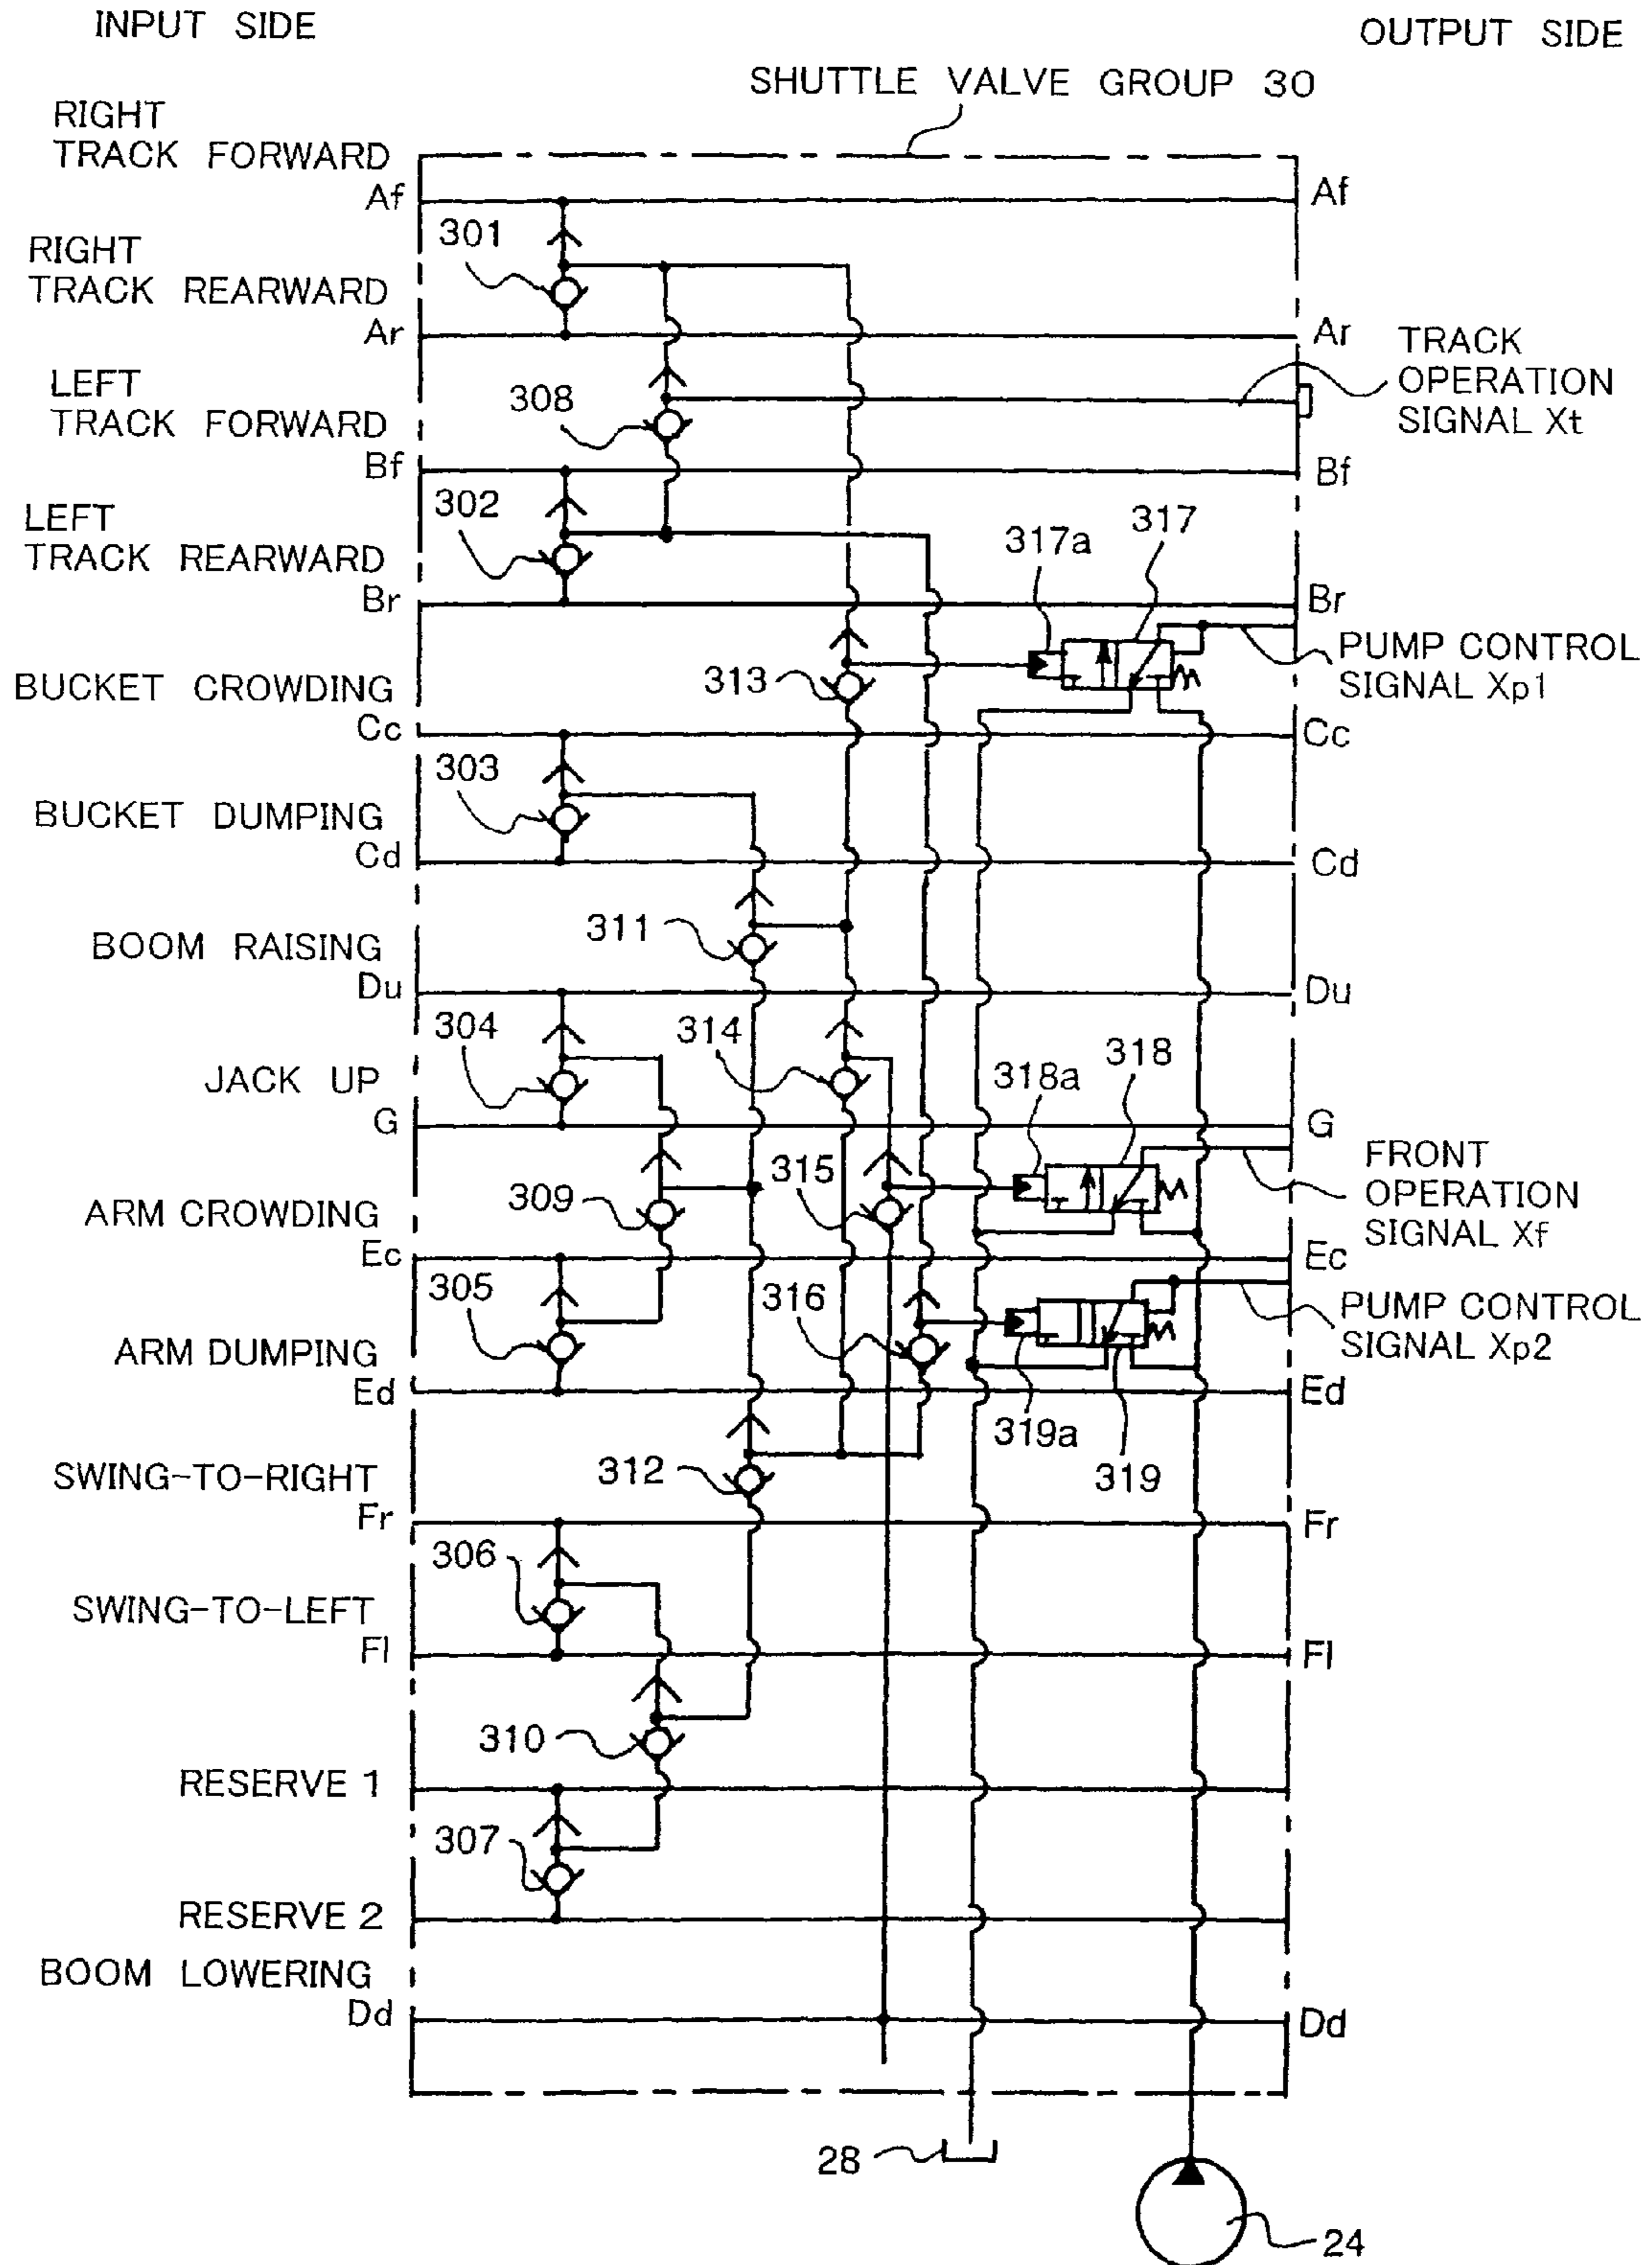 INPUT SIDE
OUTPUT SIDE
SHUTTLE VALVE GROUP 30
RIGHT
TRACK FORWARD
Af
Af
301
RIGHT
TRACK REARWARD
Ar
Ar
TRACK
OPERATION
SIGNAL Xt
308
LEFT
TRACK FORWARD
Bf
Bf
302
LEFT
TRACK REARWARD
Br
Br
317a
317
PUMP CONTROL
SIGNAL Xp1
313
BUCKET CROWDING
Cc
Cc
303
BUCKET DUMPING
Cd
Cd
311
BOOM RAISING
Du
Du
304
314
318a
318
JACK UP
G
G
FRONT
OPERATION
SIGNAL Xf
309
315
ARM CROWDING
Ec
Ec
305
316
PUMP CONTROL
SIGNAL Xp2
ARM DUMPING
Ed
Ed
319a
319
312
SWING-TO-RIGHT
Fr
Fr
306
SWING-TO-LEFT
Fl
Fl
310
RESERVE 1
307
RESERVE 2
BOOM LOWERING
Dd
Dd
28
24